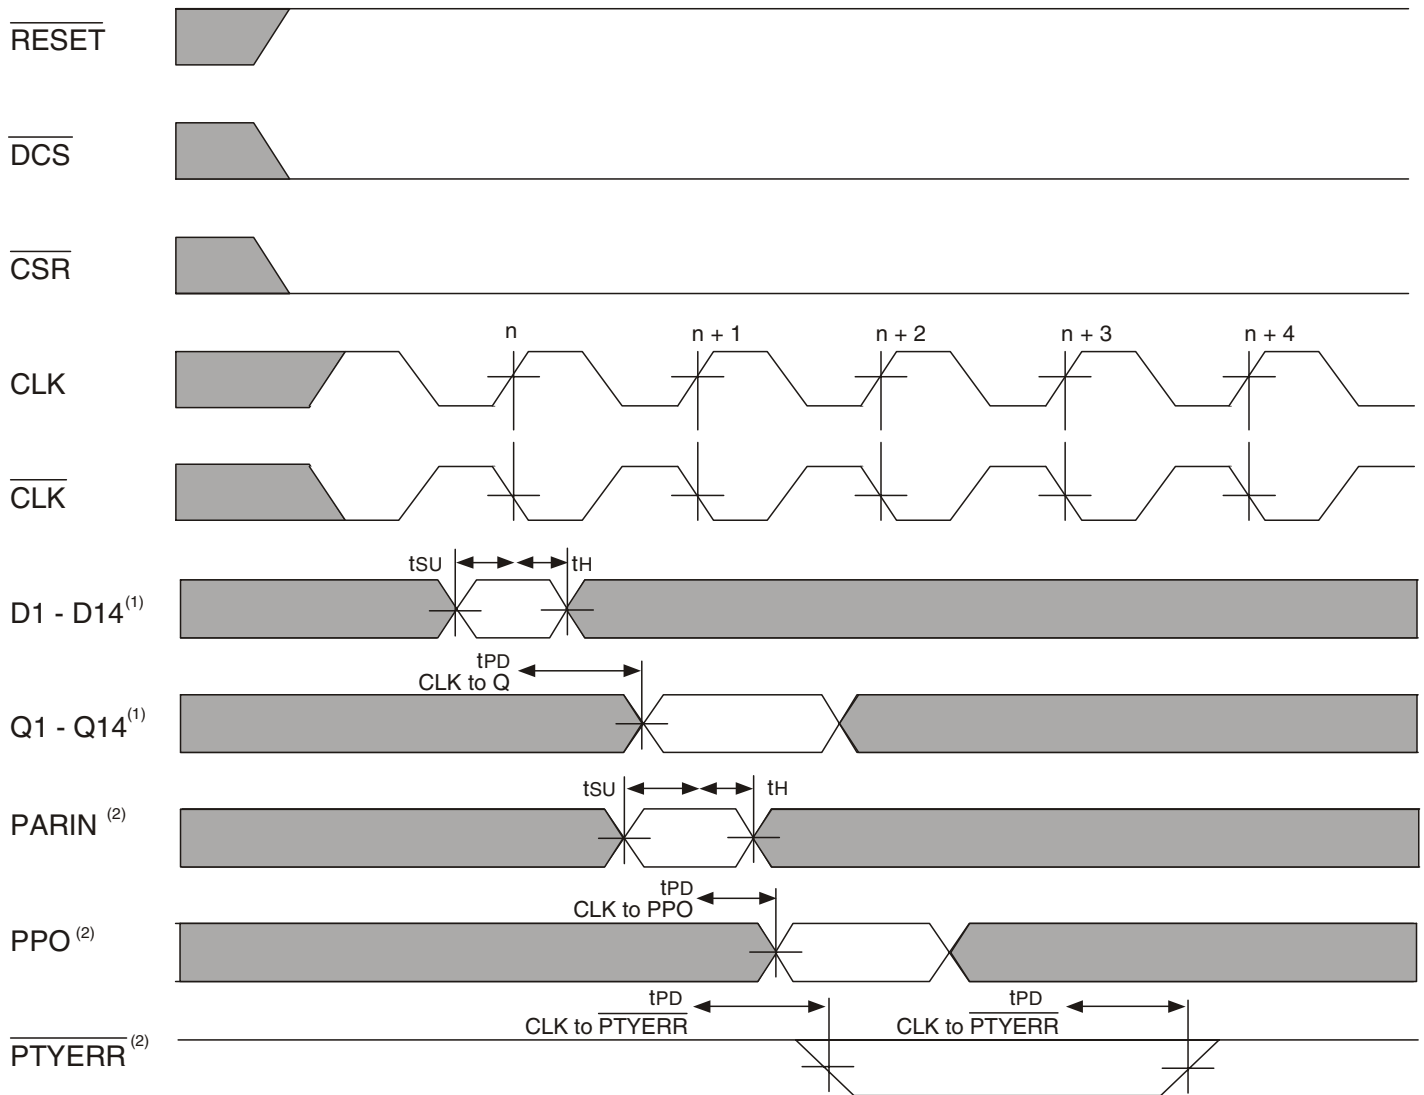 RESET
DCS
CSR
n n + 1 n + 2 n + 3 n + 4
CLK
CLK
tSU tH
D1 - D14(1)
tPD
CLK to Q
Q1 - Q14(1)
tSU tH
PARIN (2)
tPD
CLK to PPO
PPO (2)
tPD tPD
CLK to PTYERR CLK to PTYERR
PTYERR (2)